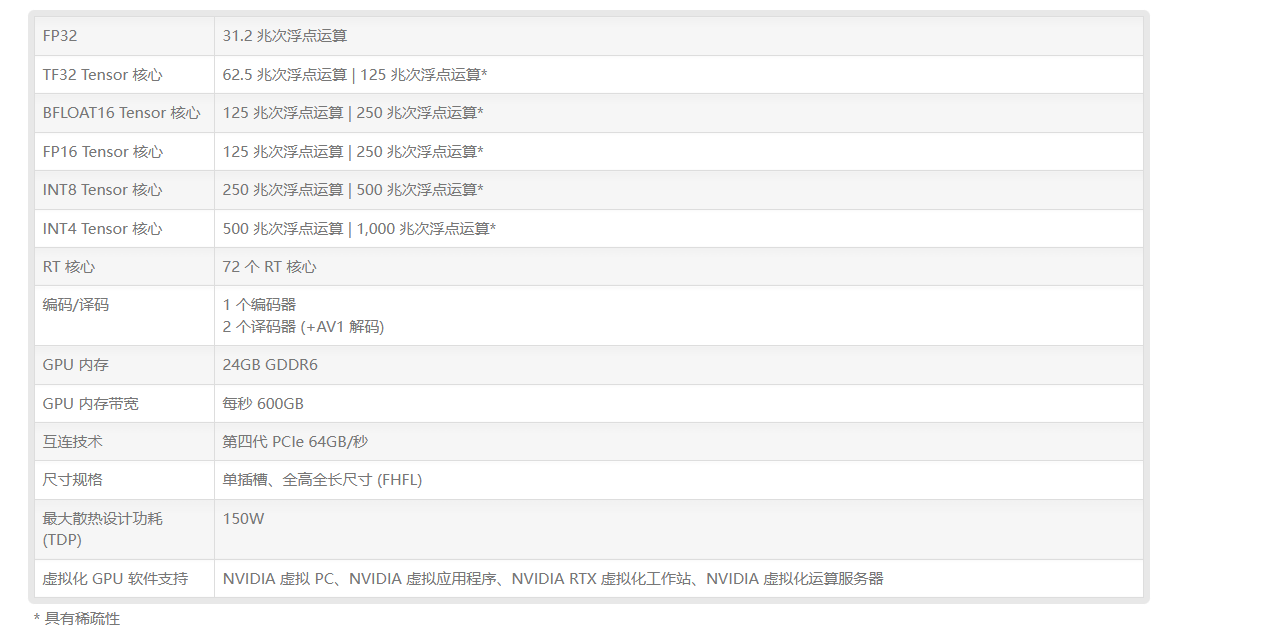 FP32 31.2 兆次浮点运算
TF32 Tensor 核心 62.5 兆次浮点运算 | 125 兆次浮点运算*
BFLOAT16 Tensor 核心 125 兆次浮点运算 | 250 兆次浮点运算*
FP16 Tensor 核心 125 兆次浮点运算 | 250 兆次浮点运算*
INT8 Tensor 核心 250 兆次浮点运算 | 500 兆次浮点运算*
INT4 Tensor 核心 500 兆次浮点运算 | 1,000 兆次浮点运算*
RT 核心 72 个 RT 核心
编码/译码 1 个编码器
2 个译码器 (+AV1 解码)
GPU 内存 24GB GDDR6
GPU 内存带宽 每秒 600GB
互连技术 第四代 PCIe 64GB/秒
尺寸规格 单插槽、全高全长尺寸 (FHFL)
最大散热设计功耗 150W
(TDP)
虚拟化 GPU 软件支持 NVIDIA 虚拟 PC、NVIDIA 虚拟应用程序、NVIDIA RTX 虚拟化工作站、NVIDIA 虚拟化运算服务器
* 具有稀疏性